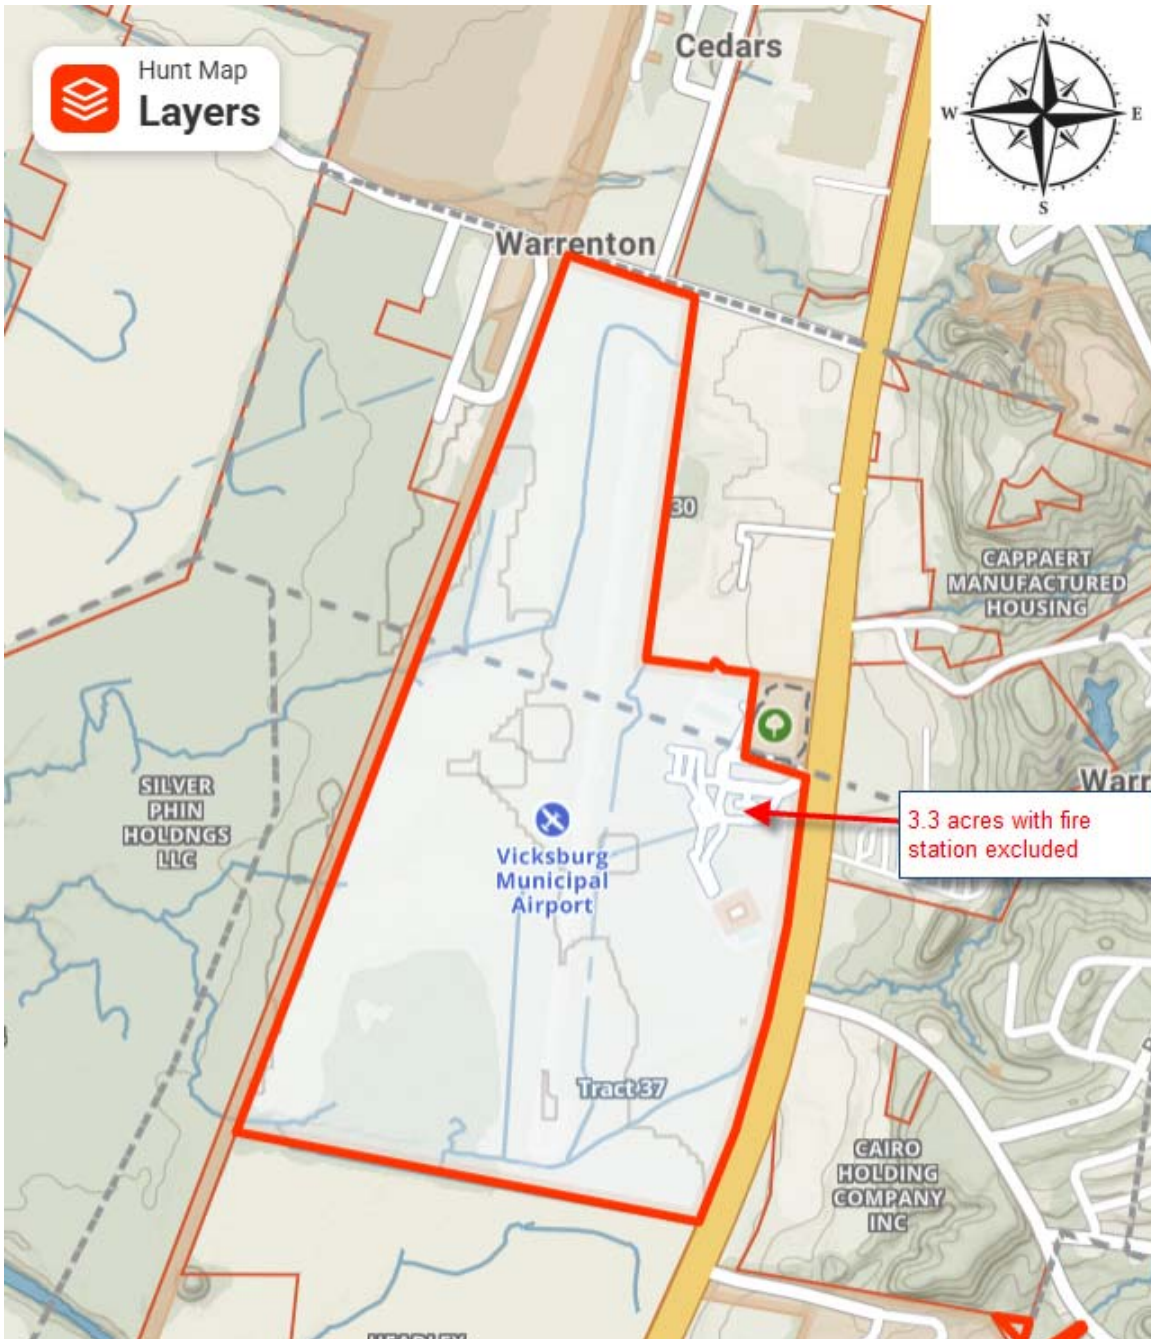 Hunt Map
Layers
Cedars
N
W
E
S
Warrenton
30
CAPPAERT
MANUFACTURED
HOUSING
SILVER
PHIN
HOLDNGS
LLC
Warr
3.3 acres with fire
station excluded
Vicksburg
Municipal
Airport
Tract 37
CAIRO
HOLDING
COMPANY
INC